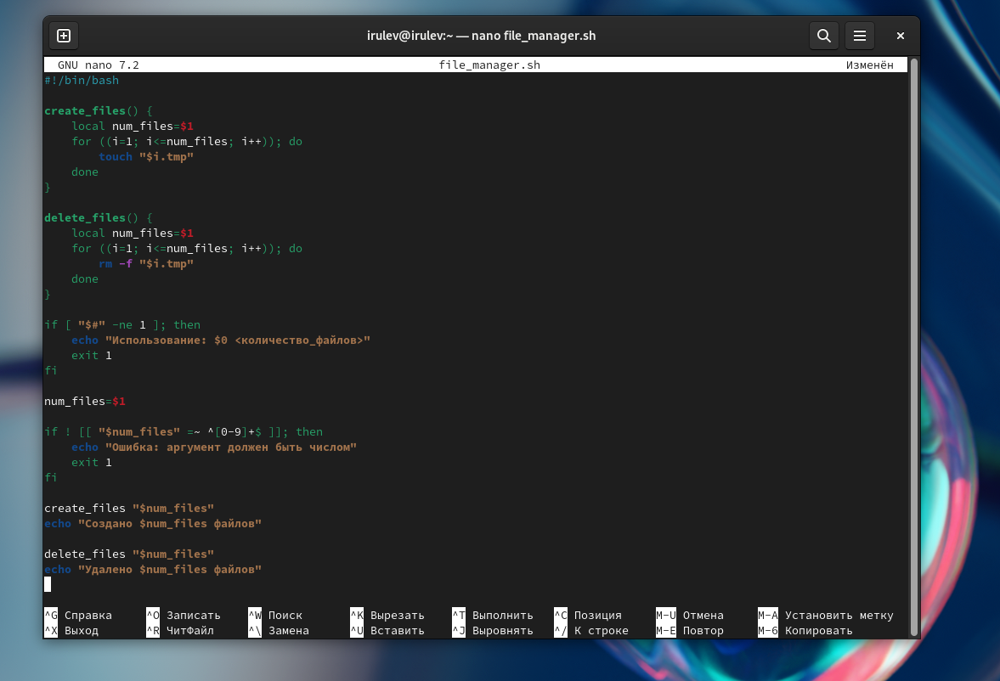 irulev@irulev:~ — nano file_manager.sh
GNU nano 7.2 file_manager.sh Изменён
#!/bin/bash

create_files() {
    local num_files=$1
    for ((i=1; i<=num_files; i++)); do
        touch "$i.tmp"
    done
}

delete_files() {
    local num_files=$1
    for ((i=1; i<=num_files; i++)); do
        rm -f "$i.tmp"
    done
}

if [ "$#" -ne 1 ]; then
    echo "Использование: $0 <количество_файлов>"
    exit 1
fi

num_files=$1

if ! [[ "$num_files" =~ ^[0-9]+$ ]]; then
    echo "Ошибка: аргумент должен быть числом"
    exit 1
fi

create_files "$num_files"
echo "Создано $num_files файлов"

delete_files "$num_files"
echo "Удалено $num_files файлов"

^G Справка ^O Записать ^W Поиск ^K Вырезать ^T Выполнить ^C Позиция M-U Отмена M-A Установить метку
^X Выход ^R ЧитФайл ^\ Замена ^U Вставить ^J Выровнять ^/ К строке M-E Повтор M-6 Копировать